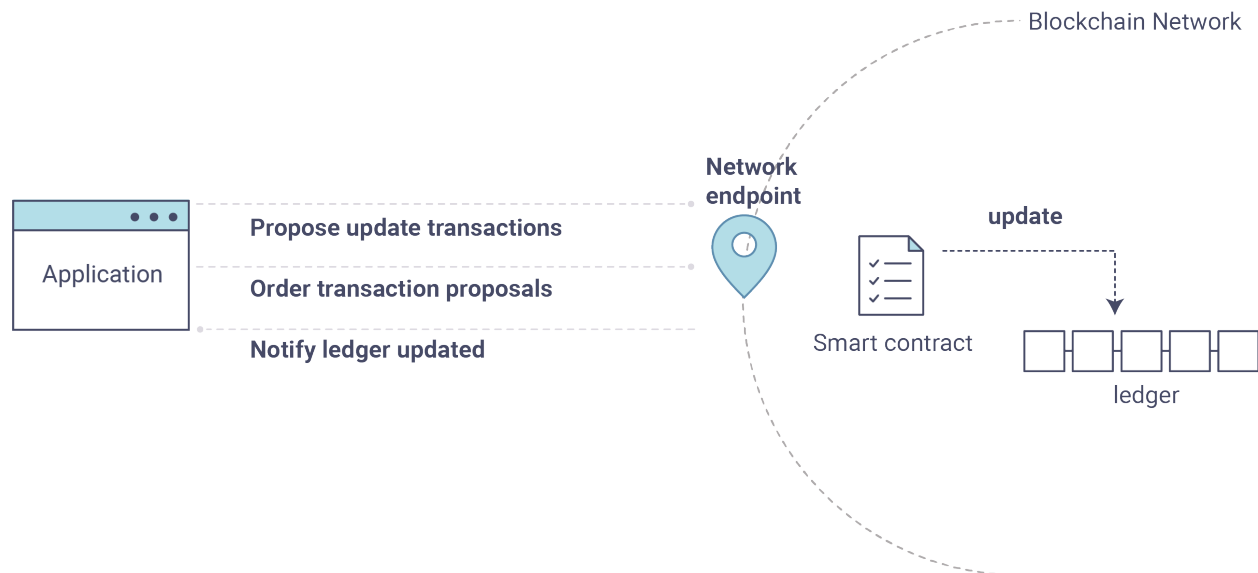 Blockchain Network
Network
endpoint
Propose update transactions
Application
Order transaction proposals
Notify ledger updated
update
Smart contract
ledger